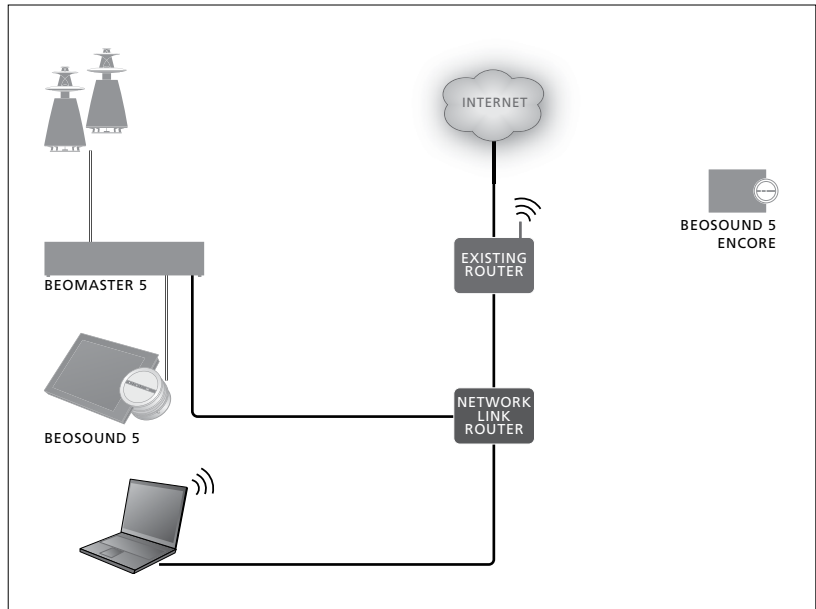 INTERNET
BEOSOUND 5
ENCORE
EXISTING
ROUTER
BEOMASTER 5
NETWORK
LINK
ROUTER
BEOSOUND 5